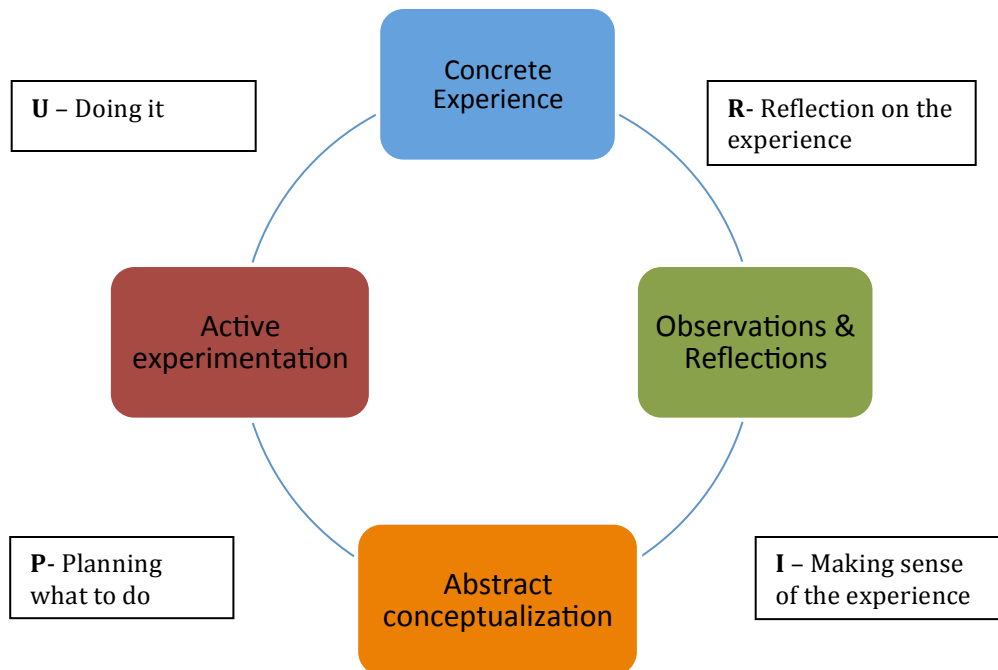 Concrete
Experience
U – Doing it
R- Reflection on the
experience
Active
experimentation
Observations &
Reflections
P- Planning
what to do
Abstract
conceptualization
I – Making sense
of the experience